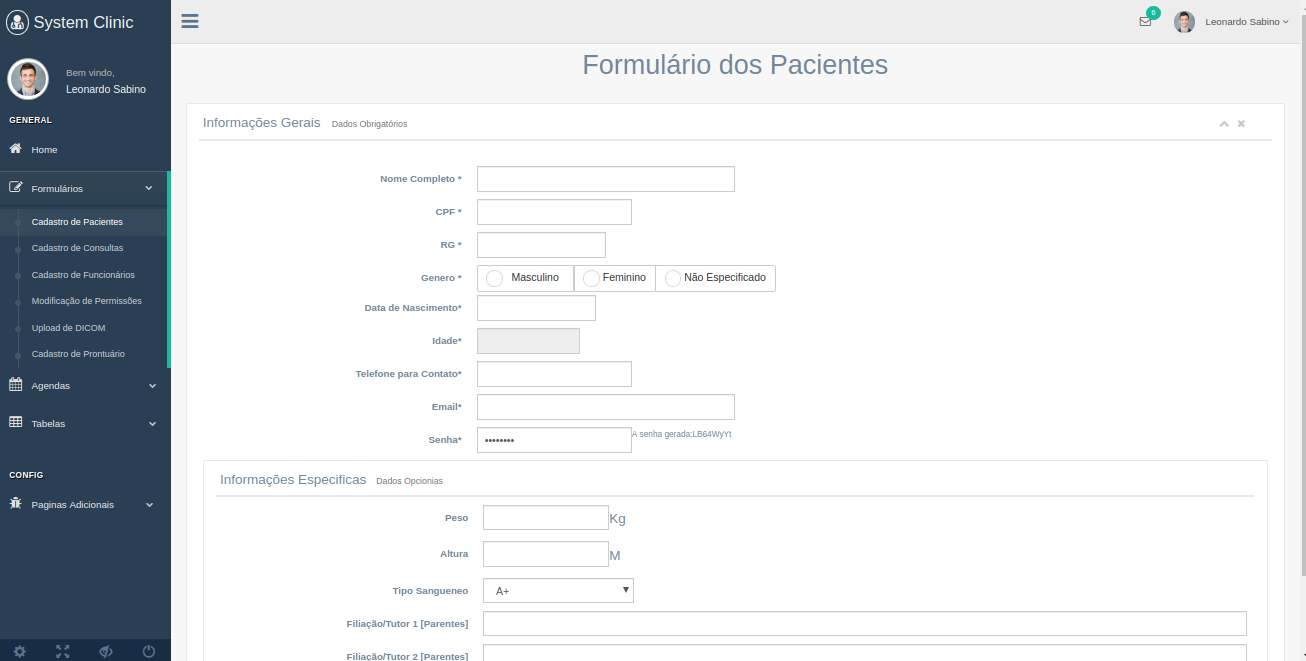 System Clinic
Bem vindo,
Leonardo Sabino
GENERAL
Home
Formulários
Cadastro de Pacientes
Cadastro de Consultas
Cadastro de Funcionários
Modificação de Permissões
Upload de DICOM
Cadastro de Prontuário
Agendas
Tabelas
CONFIG
Paginas Adicionais
6
Leonardo Sabino
Formulário dos Pacientes
Informações Gerais Dados Obrigatórios
Nome Completo *
CPF *
RG *
Genero * Masculino Feminino Não Especificado
Data de Nascimento*
Idade*
Telefone para Contato*
Email*
Senha* •••••••• A senha gerada:LB64WyYt
Informações Especificas Dados Opcionias
Peso Kg
Altura M
Tipo Sangueneo A+
Filiação/Tutor 1 [Parentes]
Filiação/Tutor 2 [Parentes]